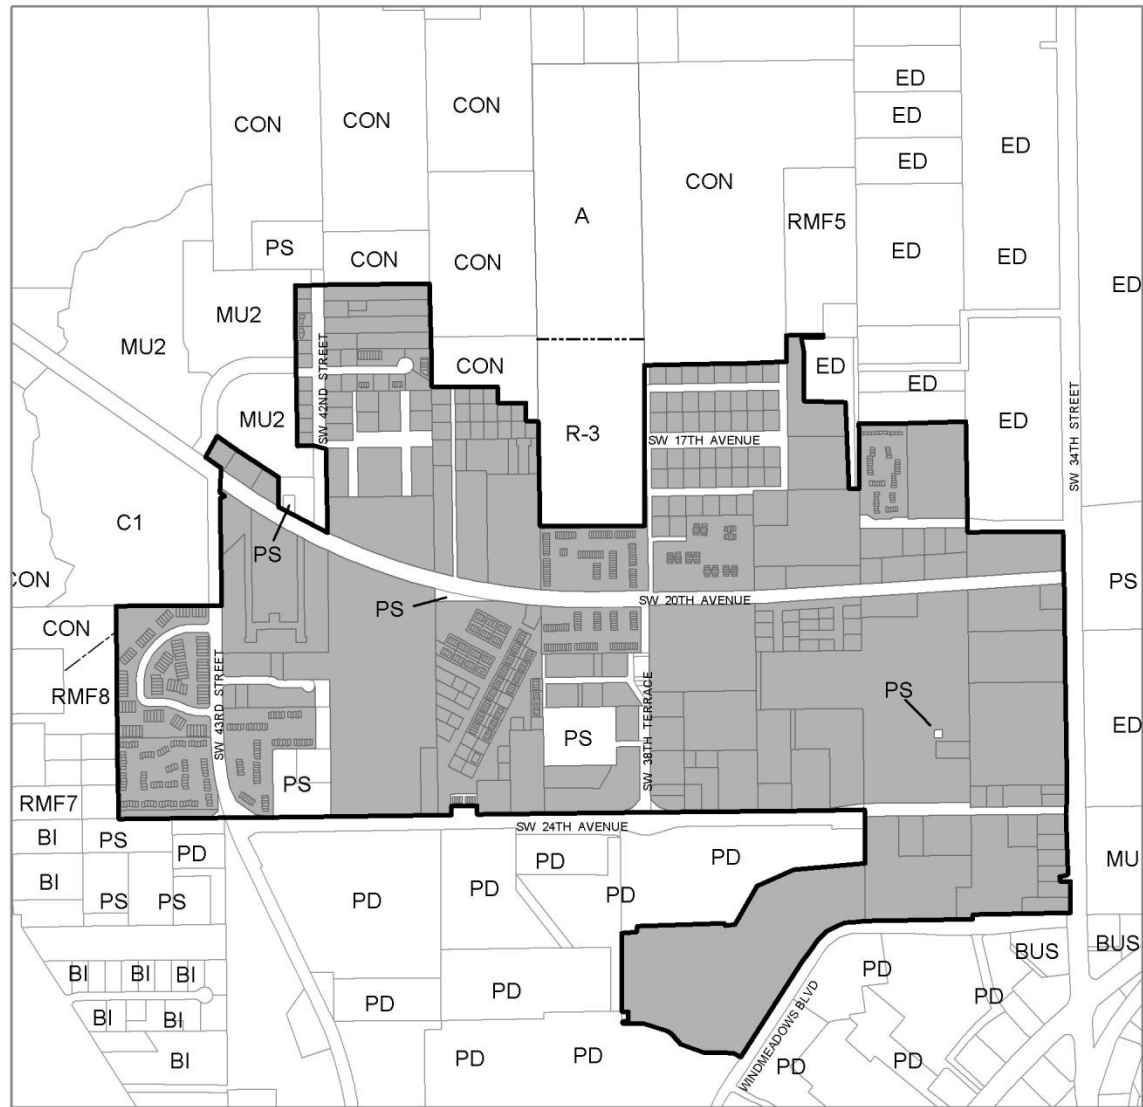 ED
CON
CON
CON
ED
ED
ED
CON
A
RMF5
PS
CON
CON
ED
ED
ED
MU2
MU2
CON
ED
ED
MU2
SW 42ND STREET
R-3
SW 17TH AVENUE
ED
SW 34TH STREET
C1
PS
CON
PS
SW 20TH AVENUE
PS
CON
RMF8
SW 43RD STREET
PS
SW 38TH TERRACE
PS
ED
PS
RMF7
SW 24TH AVENUE
BI
PS
PD
PD
PD
MU
BI
PS
PS
PD
PD
PD
BI
BI
BI
PD
PD
WINDMEADOWS BLVD
PD
PD
BUS
BUS
BI
BI
BI
PD
PD
PD
PD